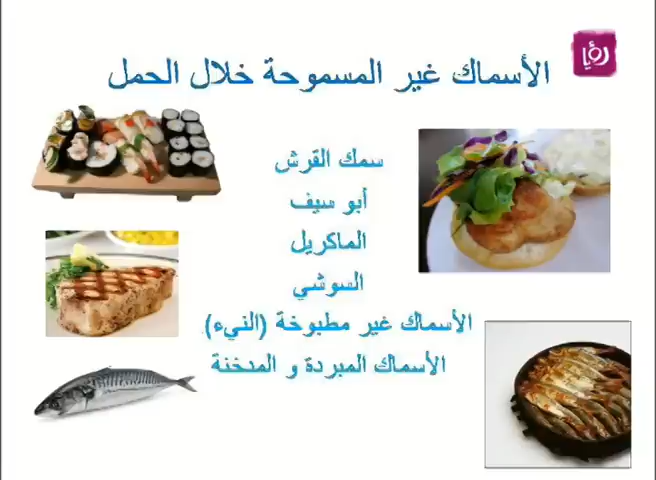 رؤيا
الأسماك غير المسموحة خلال الحمل
سمك القرش
أبو سيف
الماكريل
السوشي
الأسماك غير مطبوخة (النيء)
الأسماك المبردة و المدخنة